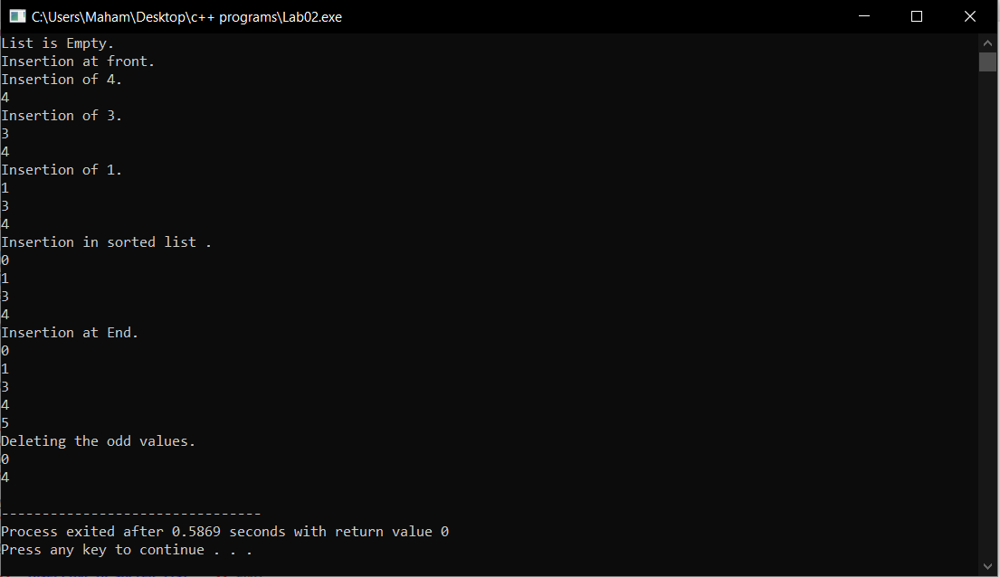 C:\Users\Maham\Desktop\c++ programs\Lab02.exe
List is Empty.
Insertion at front.
Insertion of 4.
4
Insertion of 3.
3
4
Insertion of 1.
1
3
4
Insertion in sorted list .
0
1
3
4
Insertion at End.
0
1
3
4
5
Deleting the odd values.
0
4
--------------------------------
Process exited after 0.5869 seconds with return value 0
Press any key to continue . . .